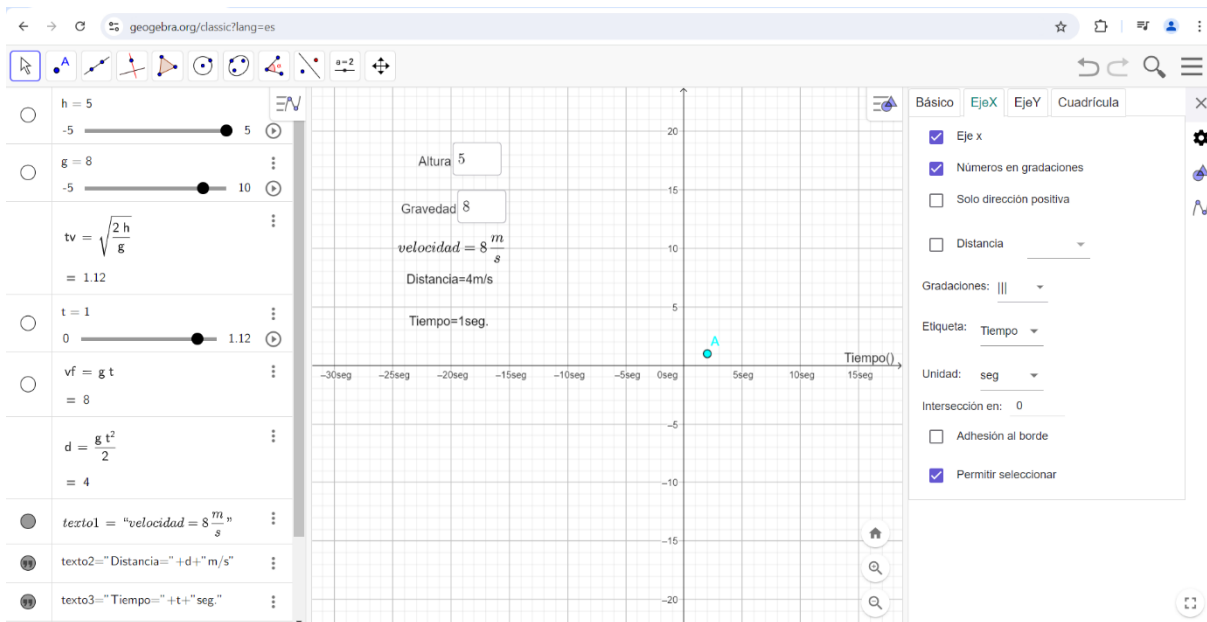 geogebra.org/classic?lang=es
A
a=2
h = 5
-5 5
g = 8
-5 10
tv = √(2 h / g)
= 1.12
t = 1
0 1.12
vf = g t
= 8
d = g t² / 2
= 4
texto1 = “velocidad = 8 m/s”
texto2="Distancia="+d+"m/s"
texto3="Tiempo="+t+"seg."
Altura 5
Gravedad 8
velocidad = 8 m/s
Distancia=4m/s
Tiempo=1seg.
20
15
10
5
A
Tiempo()
−30seg −25seg −20seg −15seg −10seg −5seg 0seg 5seg 10seg 15seg
−5
−10
−15
−20
Básico EjeX EjeY Cuadrícula
Eje x
Números en gradaciones
Solo dirección positiva
Distancia
Gradaciones: |||
Etiqueta: Tiempo
Unidad: seg
Intersección en: 0
Adhesión al borde
Permitir seleccionar